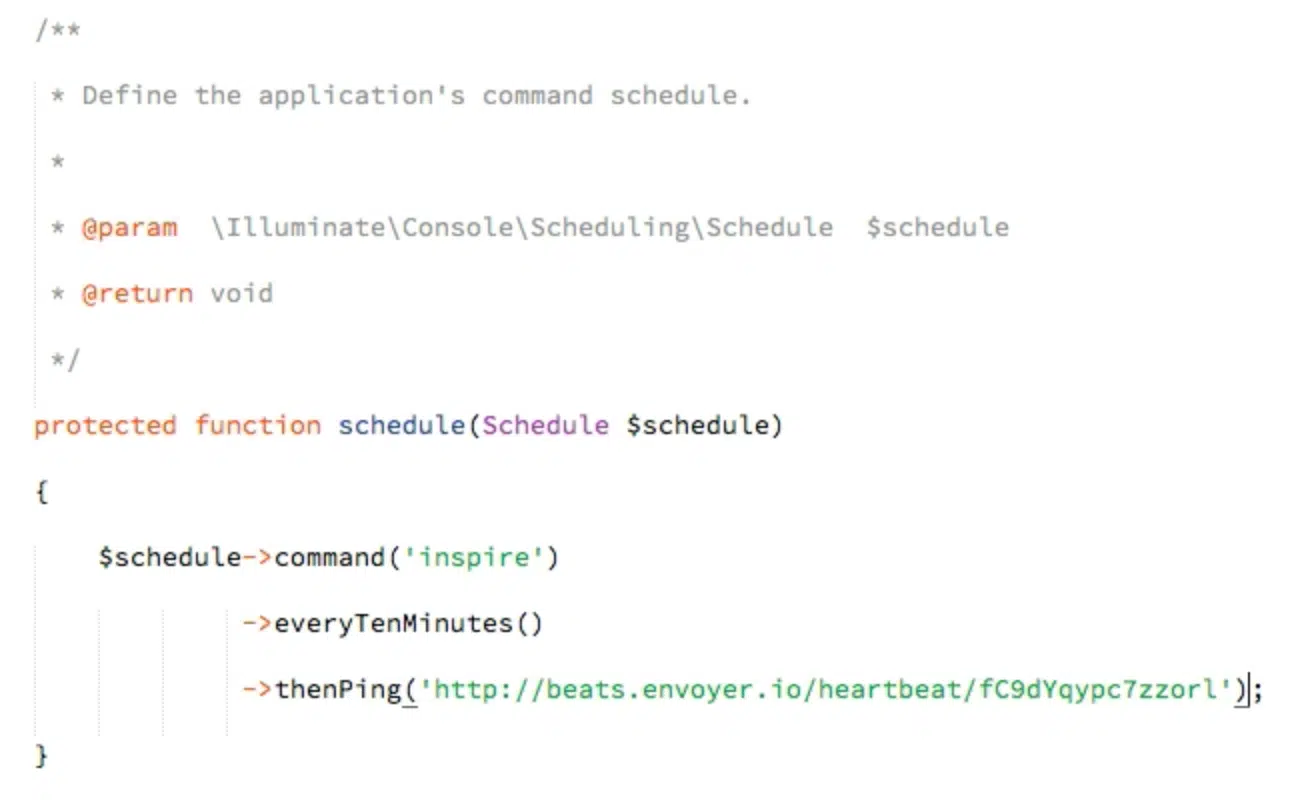 /**
* Define the application's command schedule.
*
* @param  \Illuminate\Console\Scheduling\Schedule  $schedule
* @return void
*/
protected function schedule(Schedule $schedule)
{
$schedule->command('inspire')
->everyTenMinutes()
->thenPing('http://beats.envoyer.io/heartbeat/fC9dYqypc7zzorl');
}